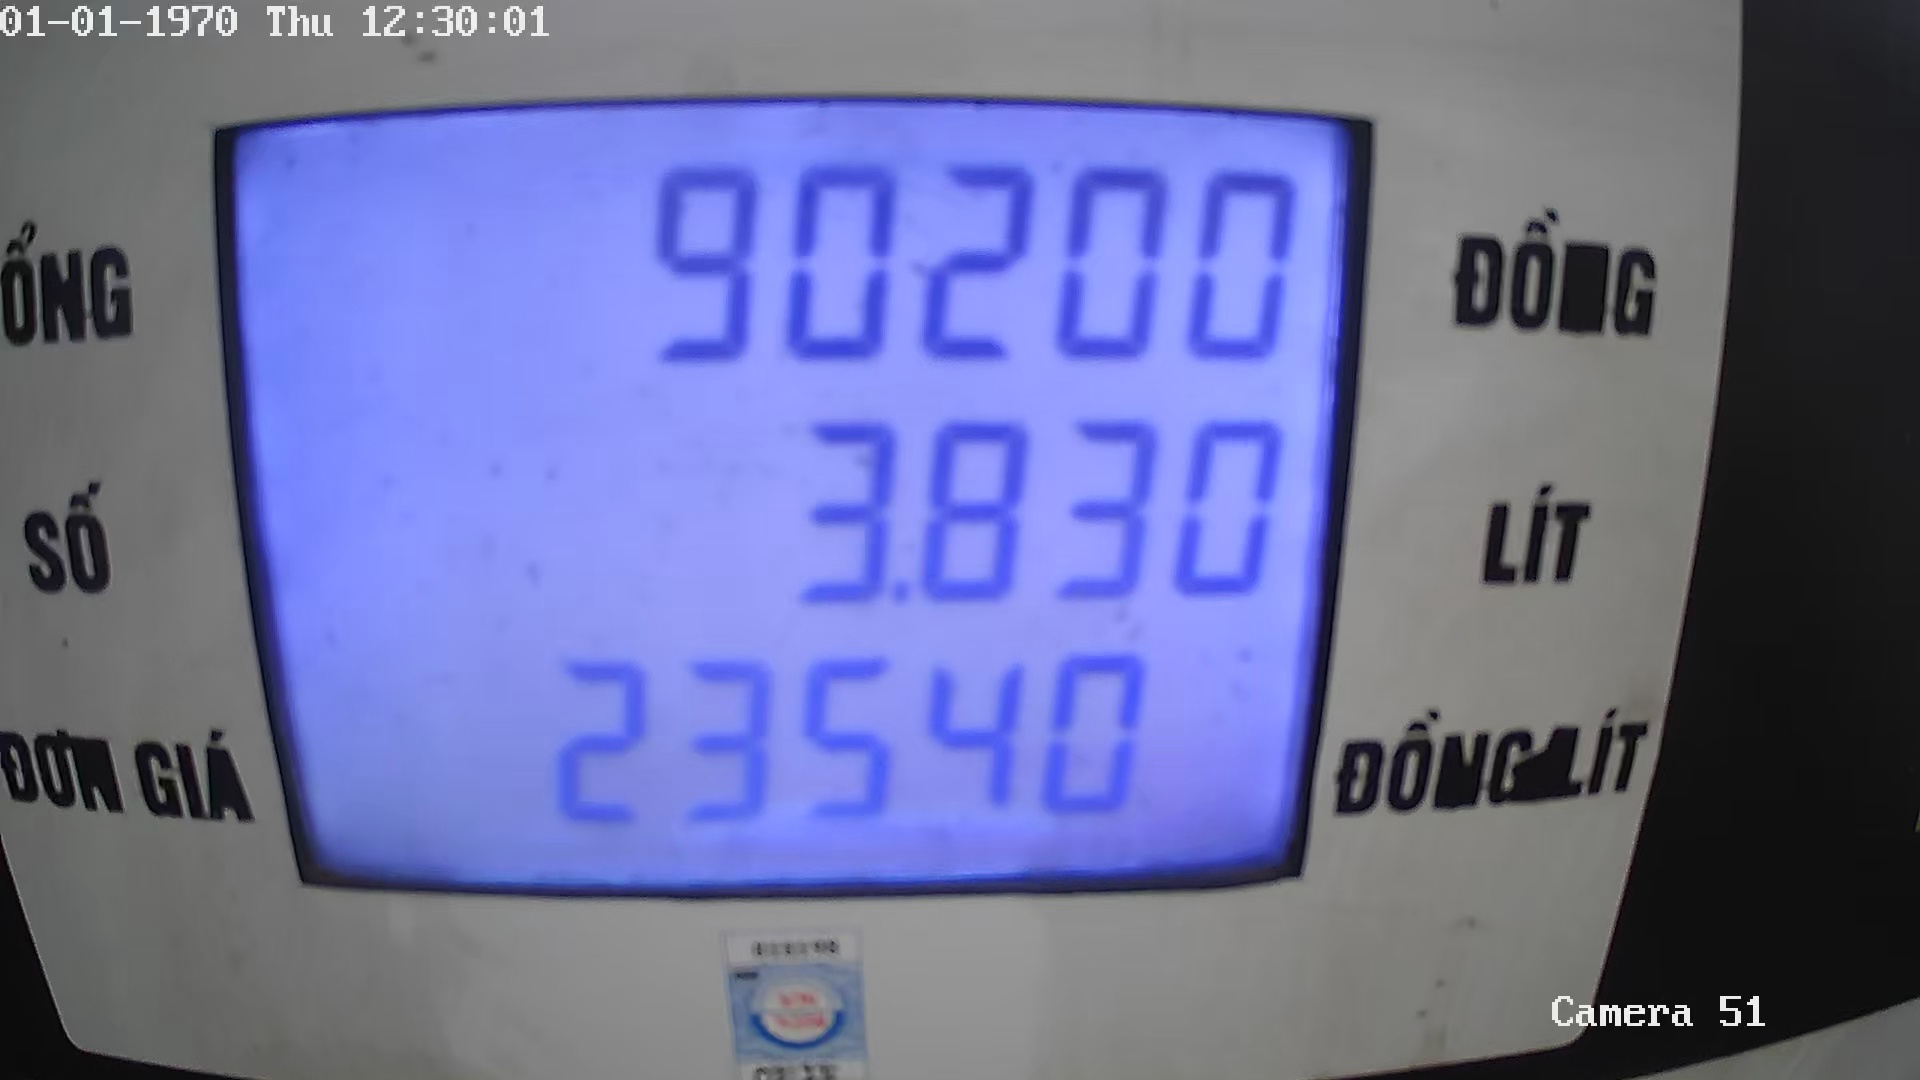 01-01-1970 Thu 12:30:01
90200
ỔNG ĐỒNG
3.830
SỐ LÍT
23540
ĐƠN GIÁ ĐỒNG/LÍT
Camera 51